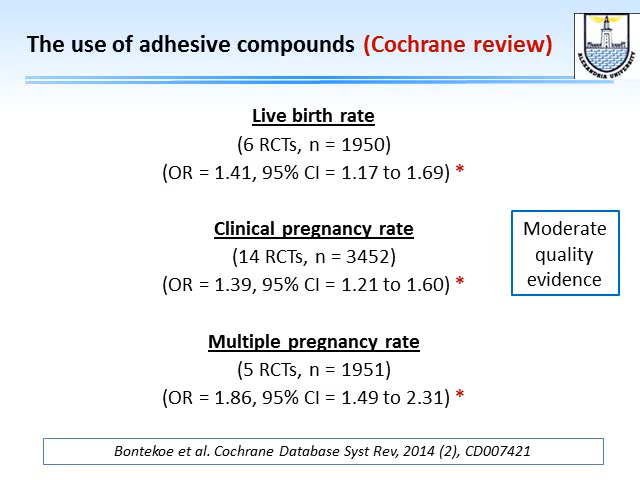 The use of adhesive compounds (Cochrane review)
ALEXANDRIA UNIVERSITY
Live birth rate
(6 RCTs, n = 1950)
(OR = 1.41, 95% CI = 1.17 to 1.69) *
Clinical pregnancy rate
(14 RCTs, n = 3452)
(OR = 1.39, 95% CI = 1.21 to 1.60) *
Moderate
quality
evidence
Multiple pregnancy rate
(5 RCTs, n = 1951)
(OR = 1.86, 95% CI = 1.49 to 2.31) *
Bontekoe et al. Cochrane Database Syst Rev, 2014 (2), CD007421